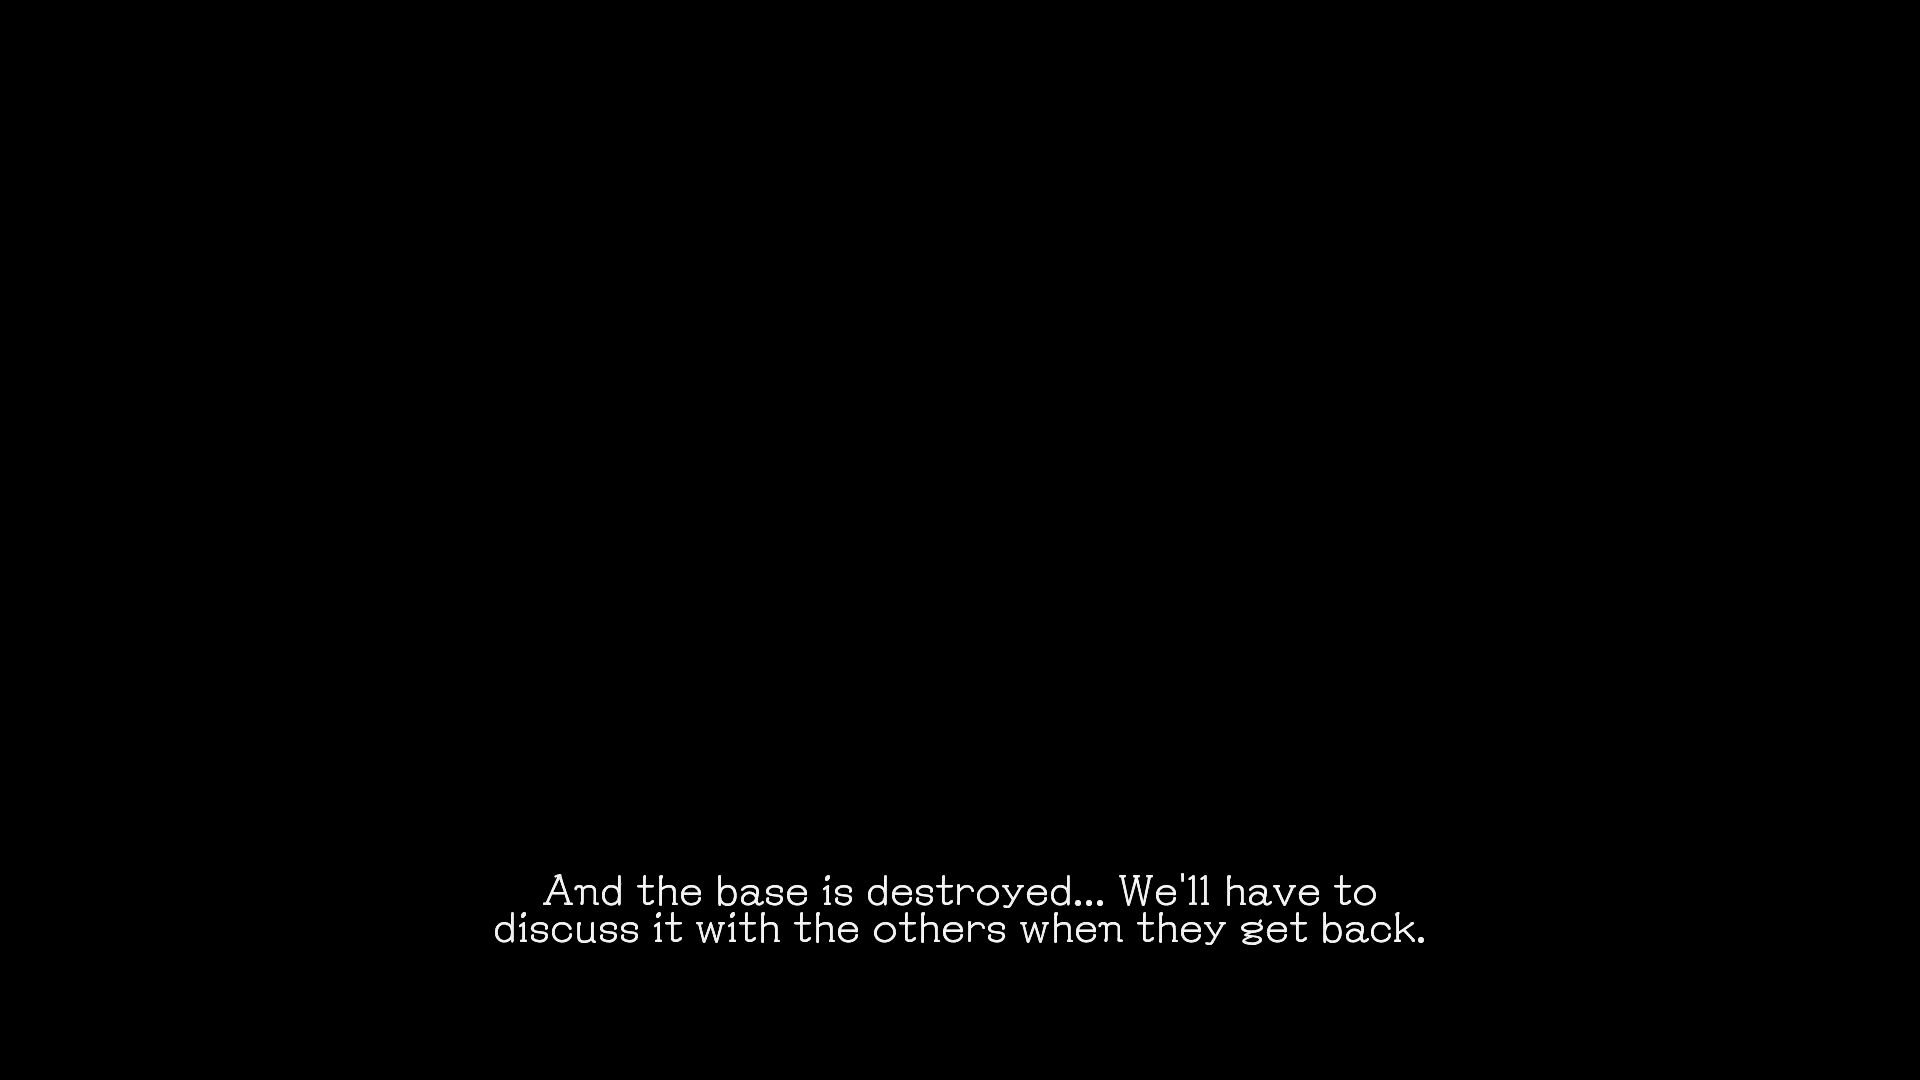 And the base is destroyed... We'll have to
discuss it with the others when they get back.